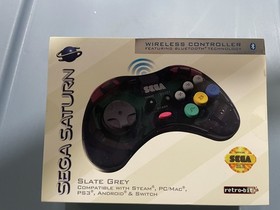 WIRELESS CONTROLLER
FEATURING BLUETOOTH® TECHNOLOGY
SEGA SATURN
SEGA
SLATE GREY
COMPATIBLE WITH STEAM®, PC/MAC®,
PS3®, ANDROID® & SWITCH
SEGA
retro-bit®